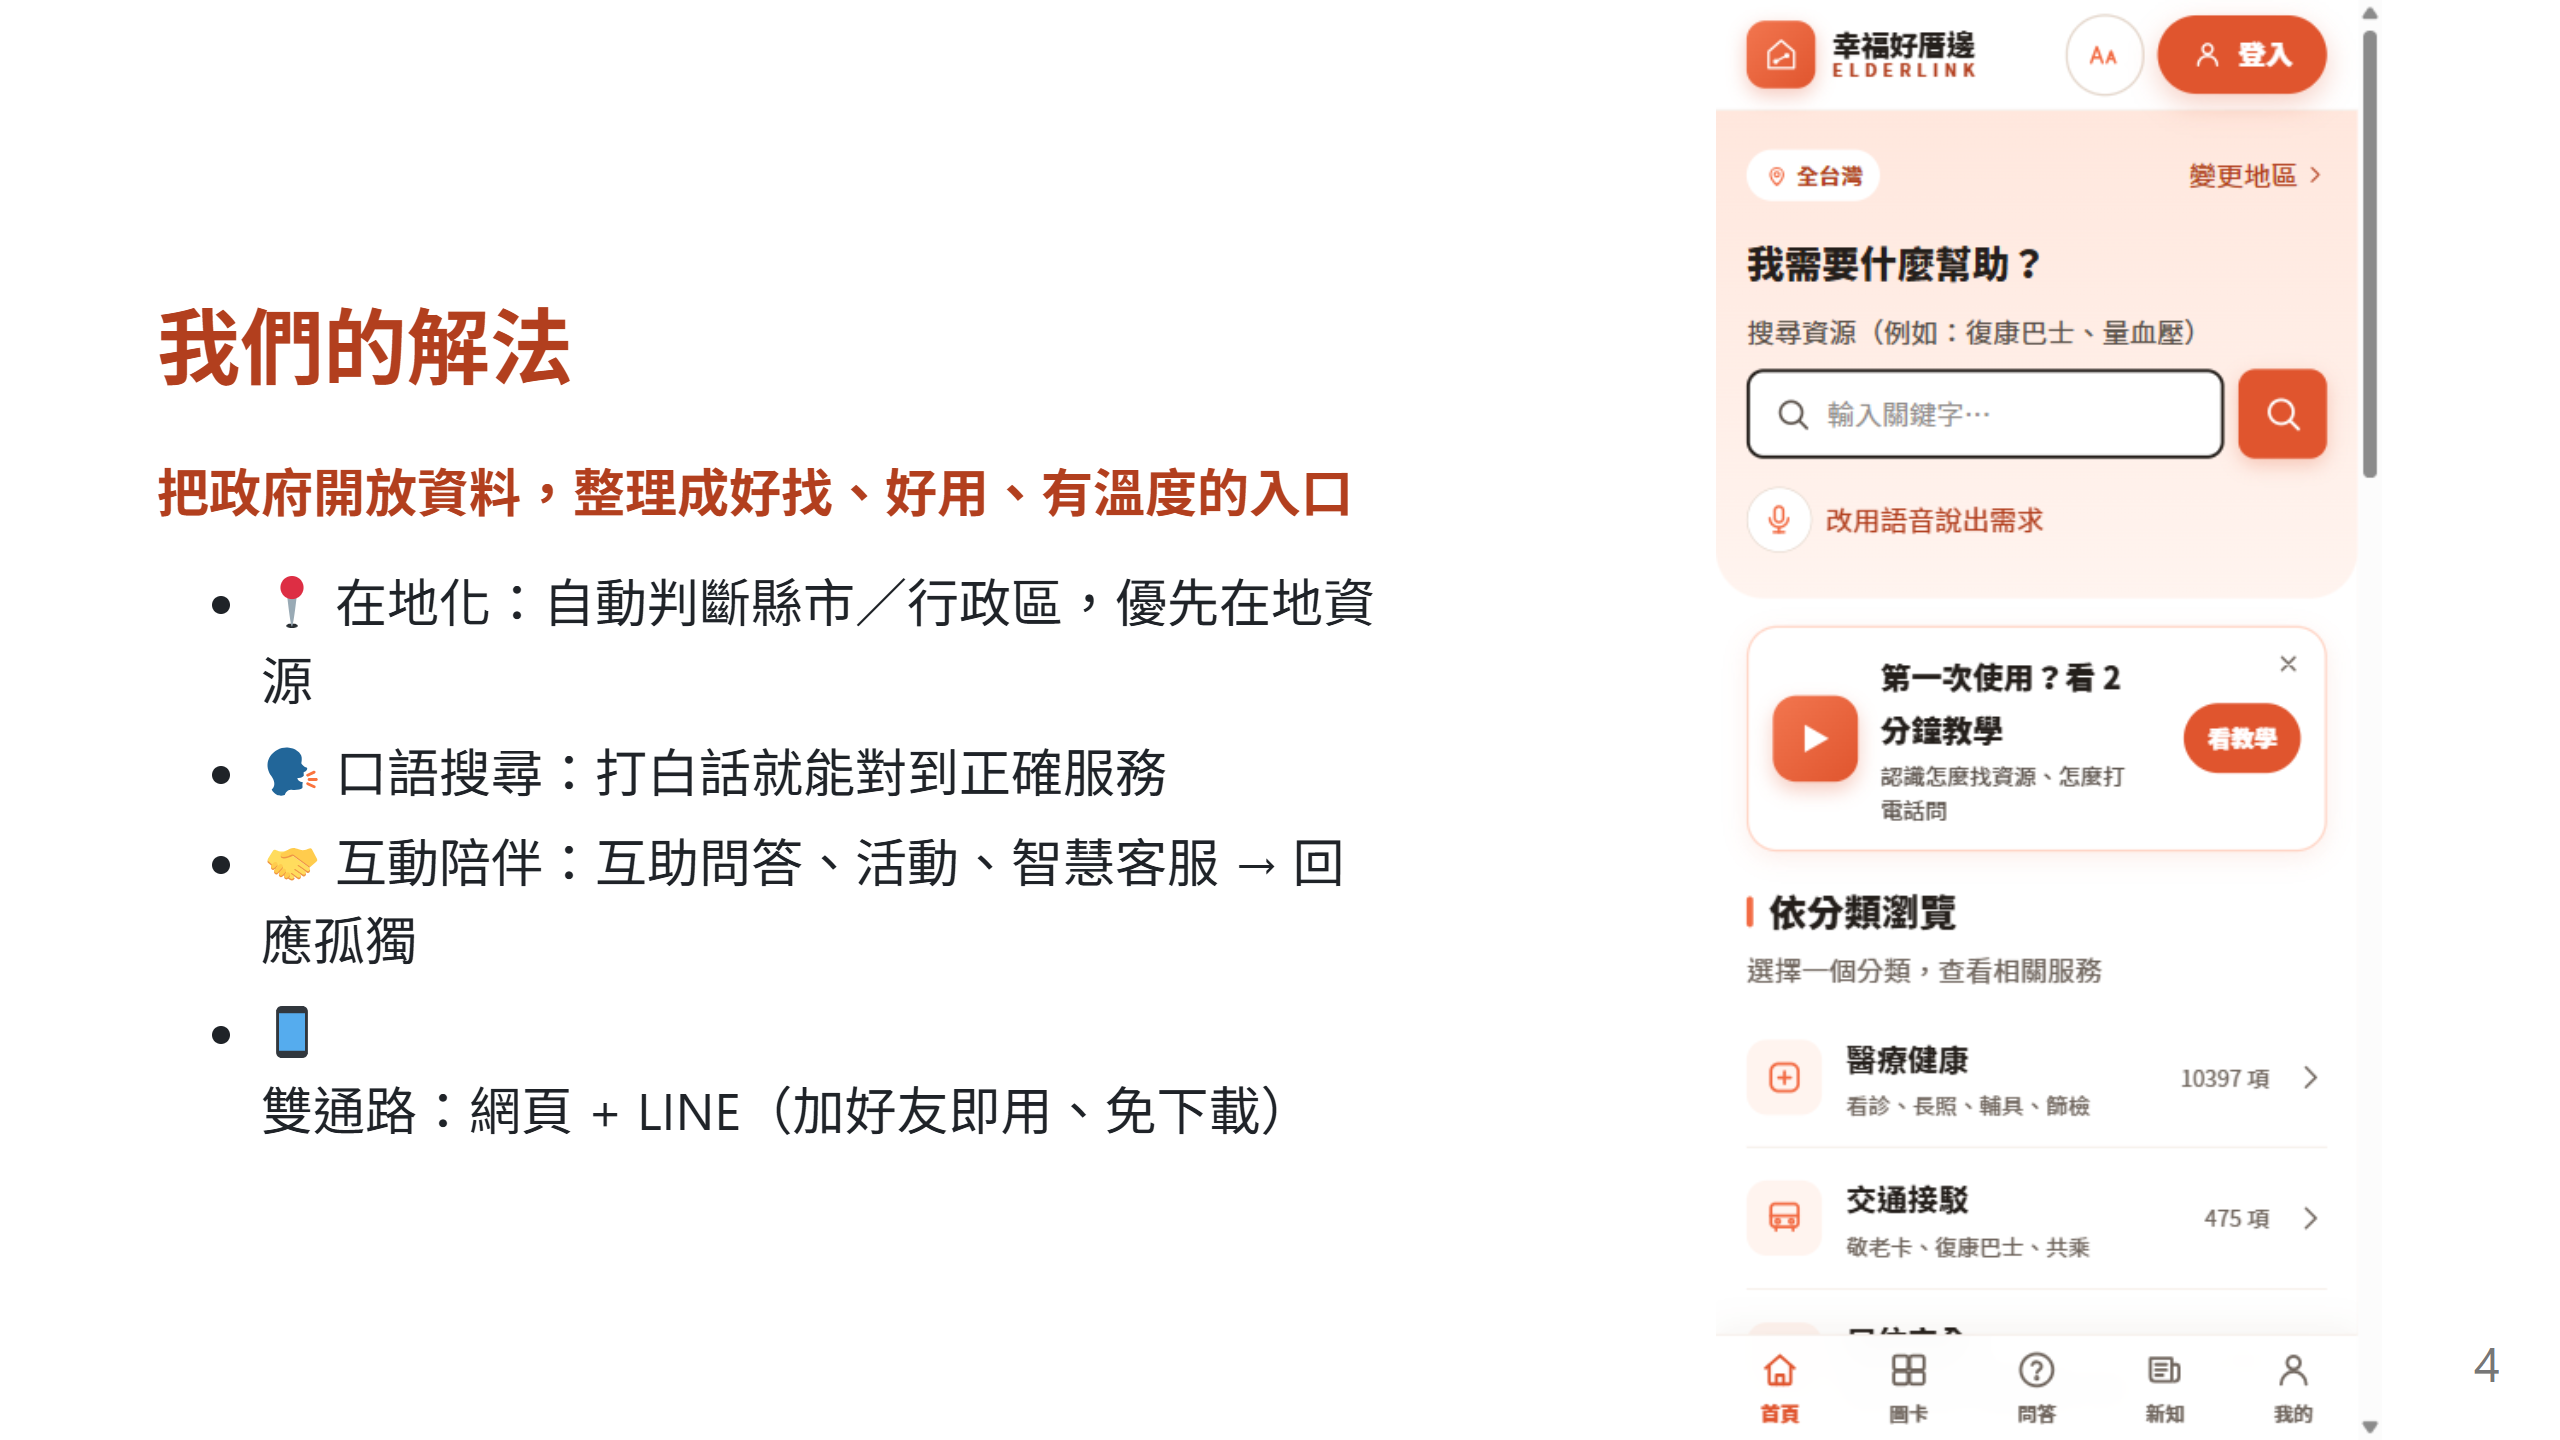 我們的解法
把政府開放資料，整理成好找、好用、有溫度的入口
• 📍 在地化：自動判斷縣市／行政區，優先在地資
源
• 🗣️ 口語搜尋：打白話就能對到正確服務
• 🤝 互動陪伴：互助問答、活動、智慧客服 → 回
應孤獨
• 📱
雙通路：網頁 + LINE（加好友即用、免下載）
幸福好厝邊
ELDERLINK
AA
登入
全台灣
變更地區
我需要什麼幫助？
搜尋資源（例如：復康巴士、量血壓）
輸入關鍵字…
改用語音說出需求
第一次使用？看 2
分鐘教學
認識怎麼找資源、怎麼打
電話問
看教學
依分類瀏覽
選擇一個分類，查看相關服務
醫療健康
看診、長照、輔具、篩檢
10397 項
交通接駁
敬老卡、復康巴士、共乘
475 項
首頁
圖卡
問答
新知
我的
4